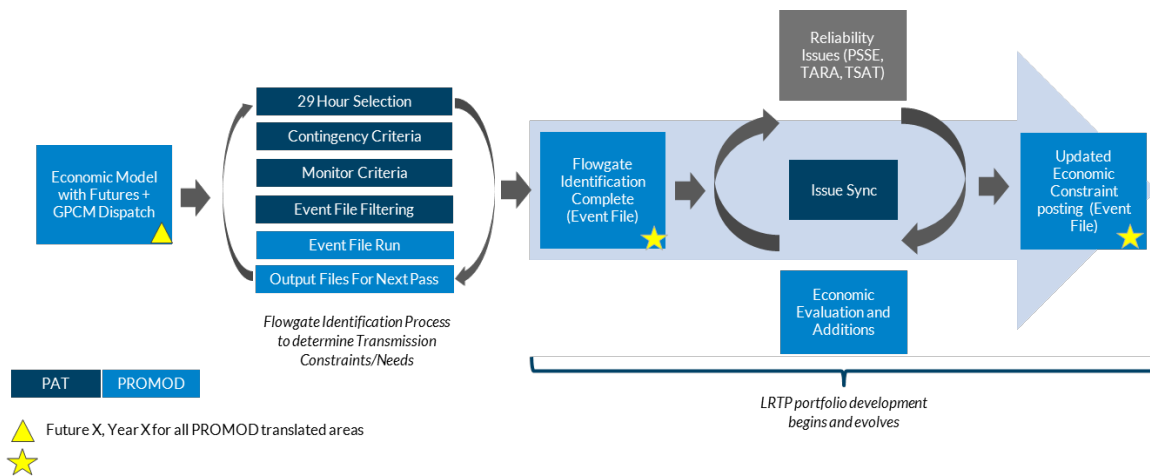 Economic Model
with Futures +
GPCM Dispatch
29 Hour Selection
Contingency Criteria
Monitor Criteria
Event File Filtering
Event File Run
Output Files For Next Pass
Flowgate Identification Process
to determine Transmission
Constraints/Needs
Flowgate
Identification
Complete
(Event File)
Reliability
Issues (PSSE,
TARA, TSAT)
Issue Sync
Economic
Evaluation and
Additions
Updated
Economic
Constraint
posting (Event
File)
LRTP portfolio development
begins and evolves
PAT
PROMOD
Future X, Year X for all PROMOD translated areas